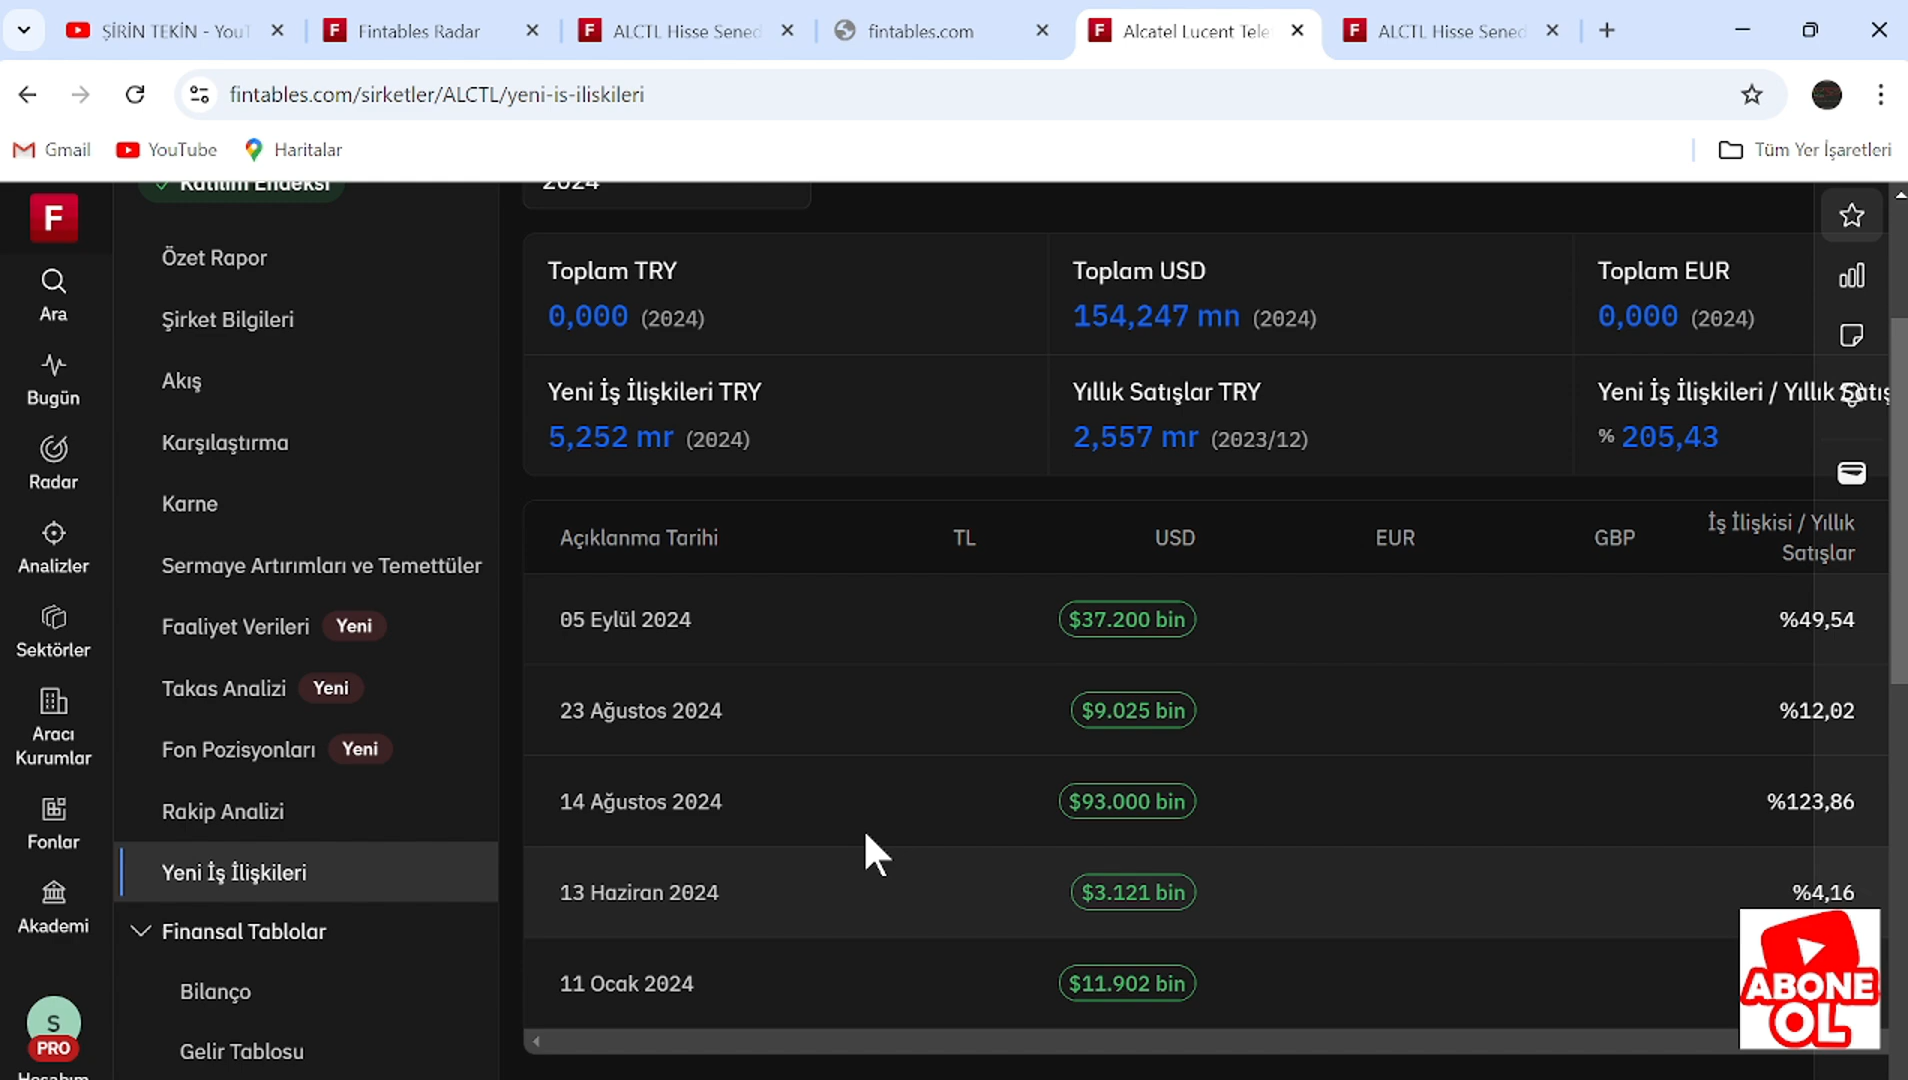 ŞİRİN TEKİN - YouT
Fintables Radar
ALCTL Hisse Sened
fintables.com
Alcatel Lucent Tele
ALCTL Hisse Sened
fintables.com/sirketler/ALCTL/yeni-is-iliskileri
Gmail
YouTube
Haritalar
Tüm Yer İşaretleri
F
Ara
Bugün
Radar
Analizler
Sektörler
Aracı
Kurumlar
Fonlar
Akademi
S
PRO
Hesabım
Katılım Endeksi
Özet Rapor
Şirket Bilgileri
Akış
Karşılaştırma
Karne
Sermaye Artırımları ve Temettüler
Faaliyet Verileri Yeni
Takas Analizi Yeni
Fon Pozisyonları Yeni
Rakip Analizi
Yeni İş İlişkileri
Finansal Tablolar
Bilanço
Gelir Tablosu
2024
Toplam TRY
0,000 (2024)
Toplam USD
154,247 mn (2024)
Toplam EUR
0,000 (2024)
Yeni İş İlişkileri TRY
5,252 mr (2024)
Yıllık Satışlar TRY
2,557 mr (2023/12)
Yeni İş İlişkileri / Yıllık Satış
% 205,43
Açıklanma Tarihi TL USD EUR GBP İş İlişkisi / Yıllık
Satışlar
05 Eylül 2024 $37.200 bin %49,54
23 Ağustos 2024 $9.025 bin %12,02
14 Ağustos 2024 $93.000 bin %123,86
13 Haziran 2024 $3.121 bin %4,16
11 Ocak 2024 $11.902 bin
ABONE
OL